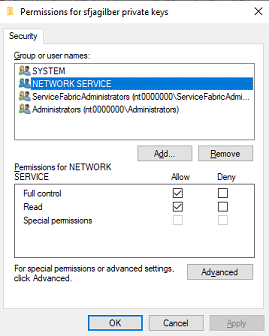 Permissions for sfjagilber private keys
Security
Group or user names:
SYSTEM
NETWORK SERVICE
ServiceFabricAdministrators (nt0000000\ServiceFabricAdmi...
Administrators (nt0000000\Administrators)
Add...
Remove
Permissions for NETWORK
SERVICE
Allow
Deny
Full control
Read
Special permissions
For special permissions or advanced settings,
click Advanced.
Advanced
OK
Cancel
Apply